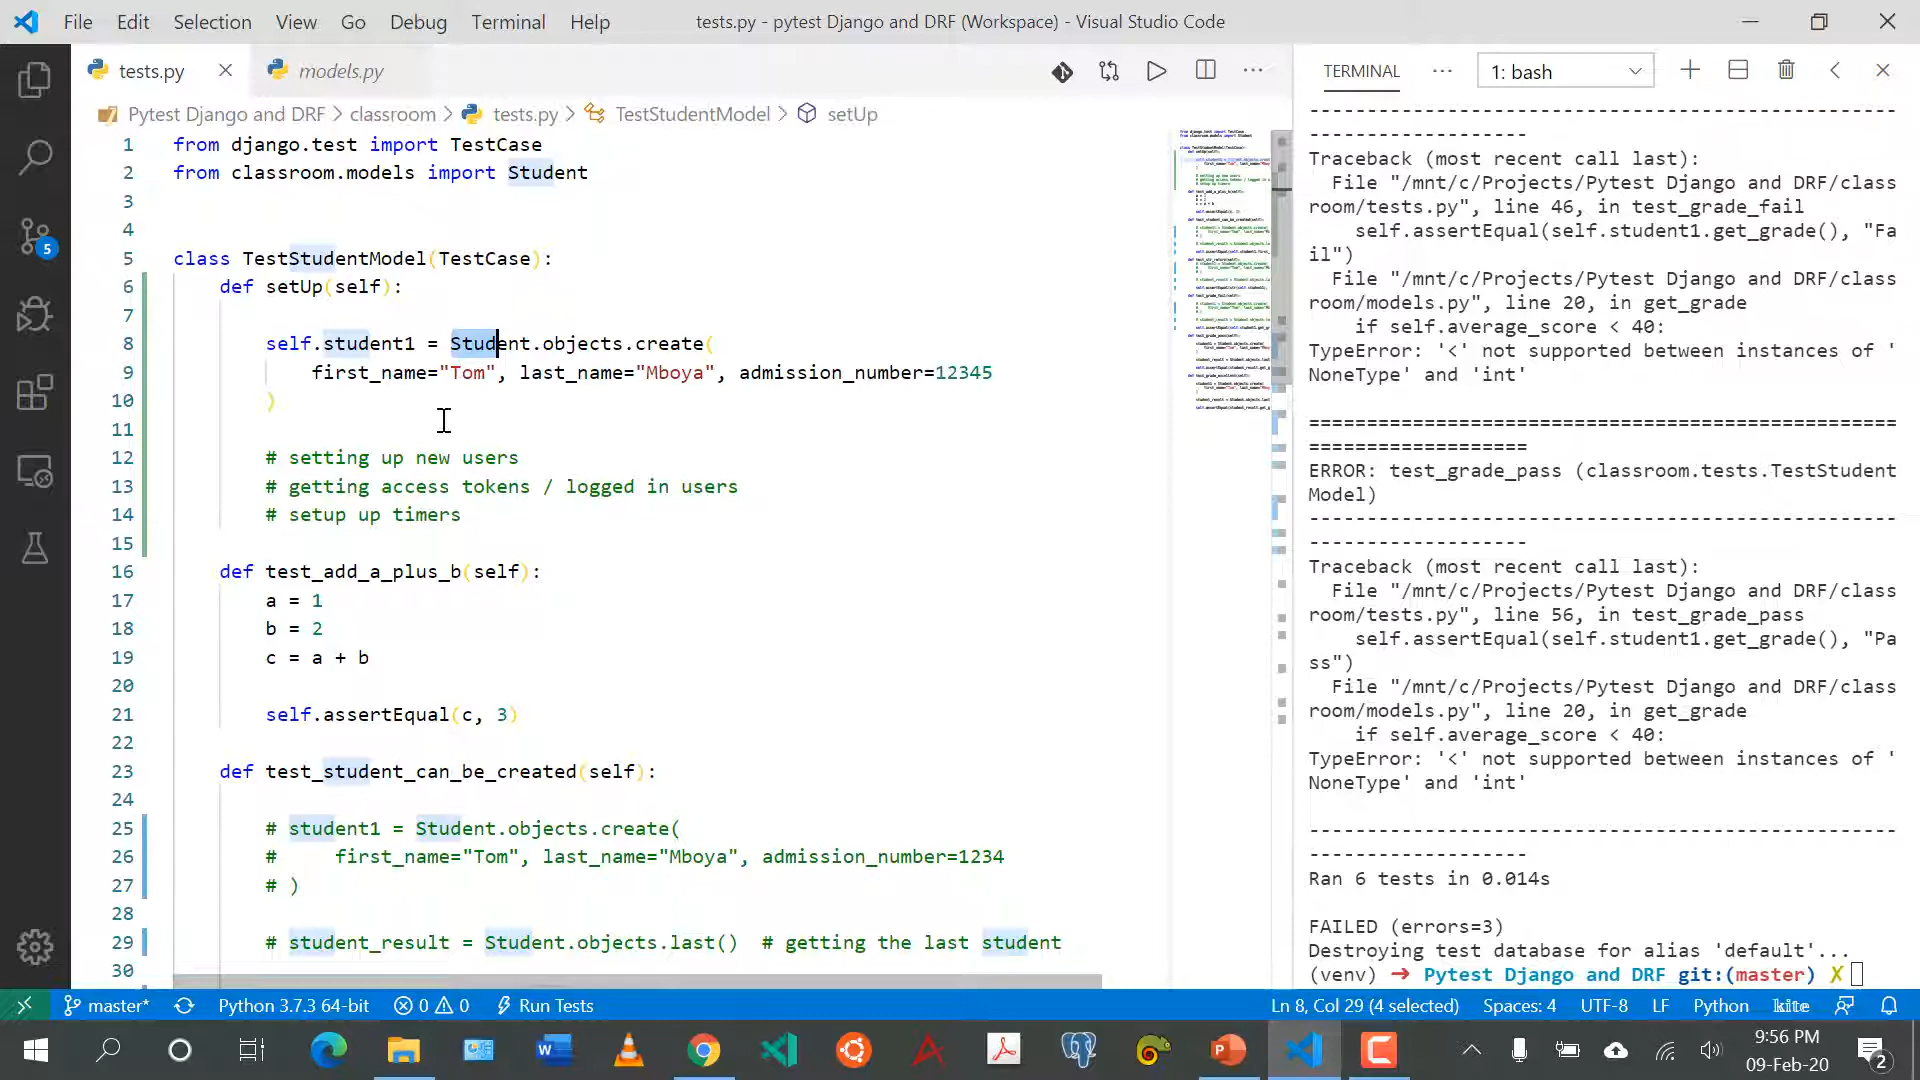 File Edit Selection View Go Debug Terminal Help
tests.py - pytest Django and DRF (Workspace) - Visual Studio Code
tests.py
models.py
Pytest Django and DRF > classroom > tests.py > TestStudentModel > setUp
1 from django.test import TestCase
2 from classroom.models import Student
3
4
5 class TestStudentModel(TestCase):
6 def setUp(self):
7
8 self.student1 = Student.objects.create(
9 first_name="Tom", last_name="Mboya", admission_number=12345
10 )
11
12 # setting up new users
13 # getting access tokens / logged in users
14 # setup up timers
15
16 def test_add_a_plus_b(self):
17 a = 1
18 b = 2
19 c = a + b
20
21 self.assertEqual(c, 3)
22
23 def test_student_can_be_created(self):
24
25 # student1 = Student.objects.create(
26 # first_name="Tom", last_name="Mboya", admission_number=1234
27 # )
28
29 # student_result = Student.objects.last() # getting the last student
30
TERMINAL
1: bash
Traceback (most recent call last):
File "/mnt/c/Projects/Pytest Django and DRF/class
room/tests.py", line 46, in test_grade_fail
self.assertEqual(self.student1.get_grade(), "Fa
il")
File "/mnt/c/Projects/Pytest Django and DRF/class
room/models.py", line 20, in get_grade
if self.average_score < 40:
TypeError: '<' not supported between instances of '
NoneType' and 'int'
===================================================
===================
ERROR: test_grade_pass (classroom.tests.TestStudent
Model)
---------------------------------------------------
-------------------
Traceback (most recent call last):
File "/mnt/c/Projects/Pytest Django and DRF/class
room/tests.py", line 56, in test_grade_pass
self.assertEqual(self.student1.get_grade(), "Pa
ss")
File "/mnt/c/Projects/Pytest Django and DRF/class
room/models.py", line 20, in get_grade
if self.average_score < 40:
TypeError: '<' not supported between instances of '
NoneType' and 'int'
---------------------------------------------------
-------------------
Ran 6 tests in 0.014s
FAILED (errors=3)
Destroying test database for alias 'default'...
(venv) ➜ Pytest Django and DRF git:(master) ✗
5
master* Python 3.7.3 64-bit 0 0 Run Tests
Ln 8, Col 29 (4 selected) Spaces: 4 UTF-8 LF Python kite
9:56 PM
09-Feb-20
2